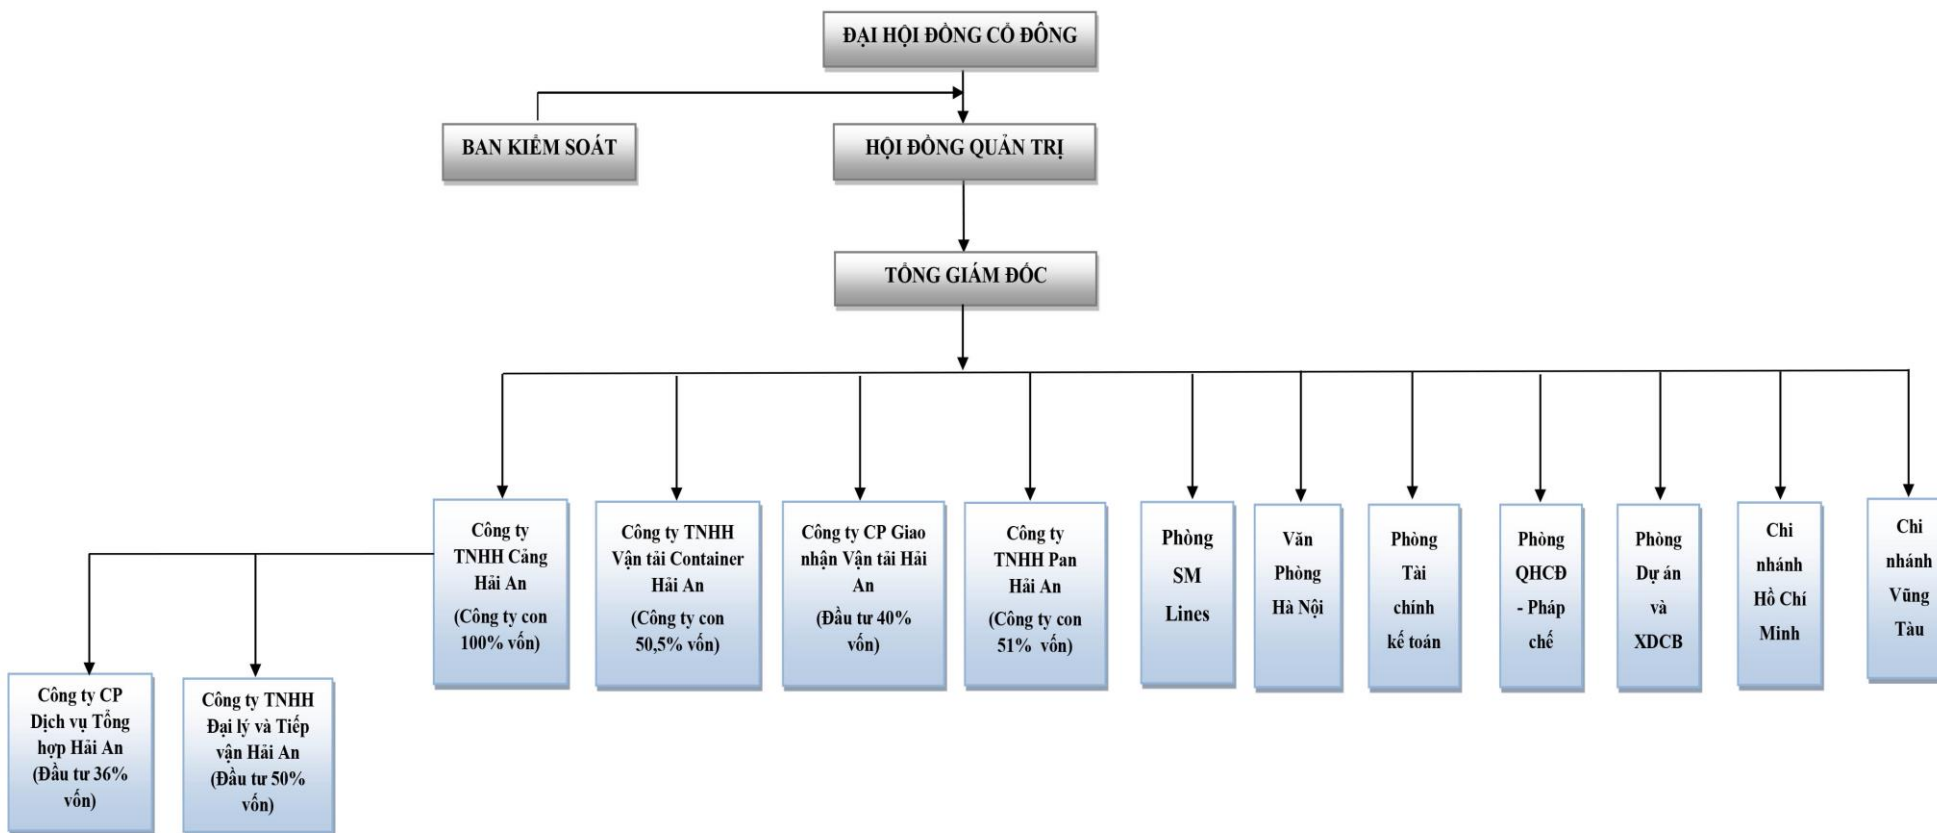 ĐẠI HỘI ĐỒNG CỔ ĐÔNG
BAN KIỂM SOÁT
HỘI ĐỒNG QUẢN TRỊ
TỔNG GIÁM ĐỐC
Công ty
TNHH Cảng
Hải An
(Công ty con
100% vốn)
Công ty TNHH
Vận tải Container
Hải An
(Công ty con
50,5% vốn)
Công ty CP Giao
nhận Vận tải Hải
An
(Đầu tư 40%
vốn)
Công ty
TNHH Pan
Hải An
(Công ty con
51% vốn)
Phòng
SM
Lines
Văn
Phòng
Hà Nội
Phòng
Tài
chính
kế toán
Phòng
QHCĐ
- Pháp
chế
Phòng
Dự án
và
XDCB
Chi
nhánh
Hồ Chí
Minh
Chi
nhánh
Vũng
Tàu
Công ty CP
Dịch vụ Tổng
hợp Hải An
(Đầu tư 36%
vốn)
Công ty TNHH
Đại lý và Tiếp
vận Hải An
(Đầu tư 50%
vốn)